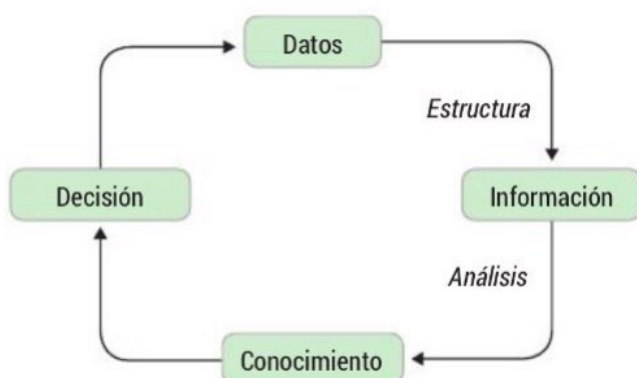 Datos
Estructura
Decisión
Información
Análisis
Conocimiento